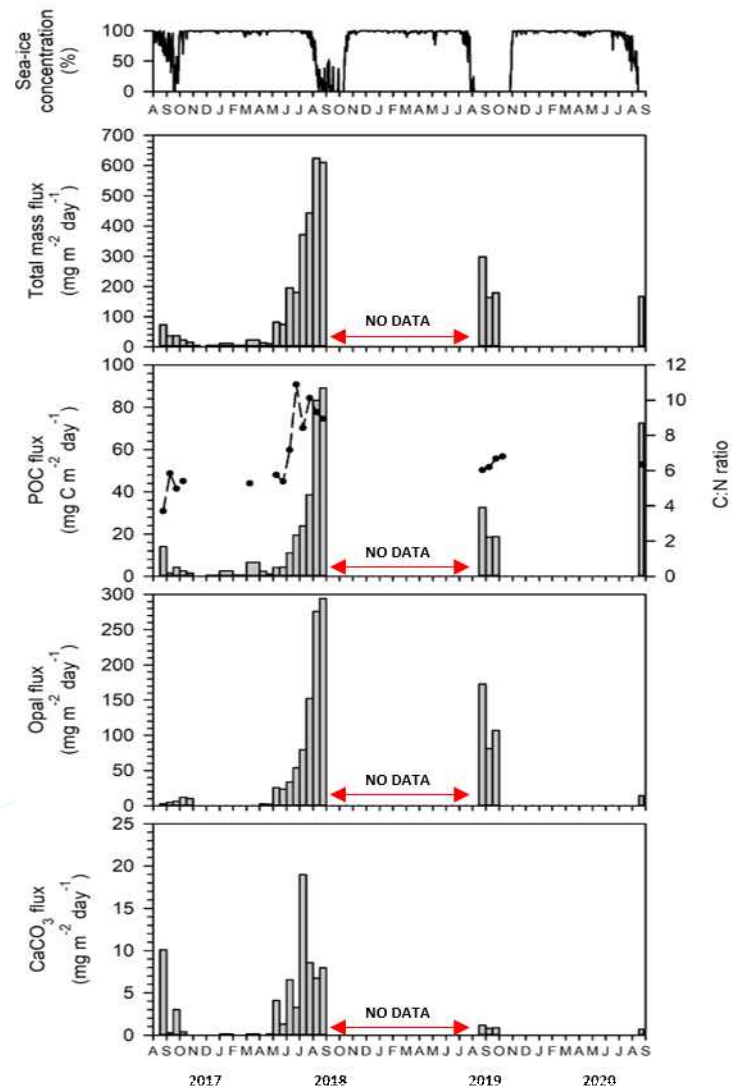 Sea-ice
concentration
(%)
100
50
0
A S O N D J F M A M J J A S O N D J F M A M J J A S O N D J F M A M J J A S
Total mass flux
(mg m-2 day-1)
700
600
500
400
300
200
100
0
NO DATA
POC flux
(mg C m-2 day-1)
100
80
60
40
20
0
NO DATA
12
10
8
6
4
2
0
C:N ratio
Opal flux
(mg m-2 day-1)
300
250
200
150
100
50
0
NO DATA
CaCO3 flux
(mg m-2 day-1)
25
20
15
10
5
0
NO DATA
A S O N D J F M A M J J A S O N D J F M A M J J A S O N D J F M A M J J A S
2017 2018 2019 2020